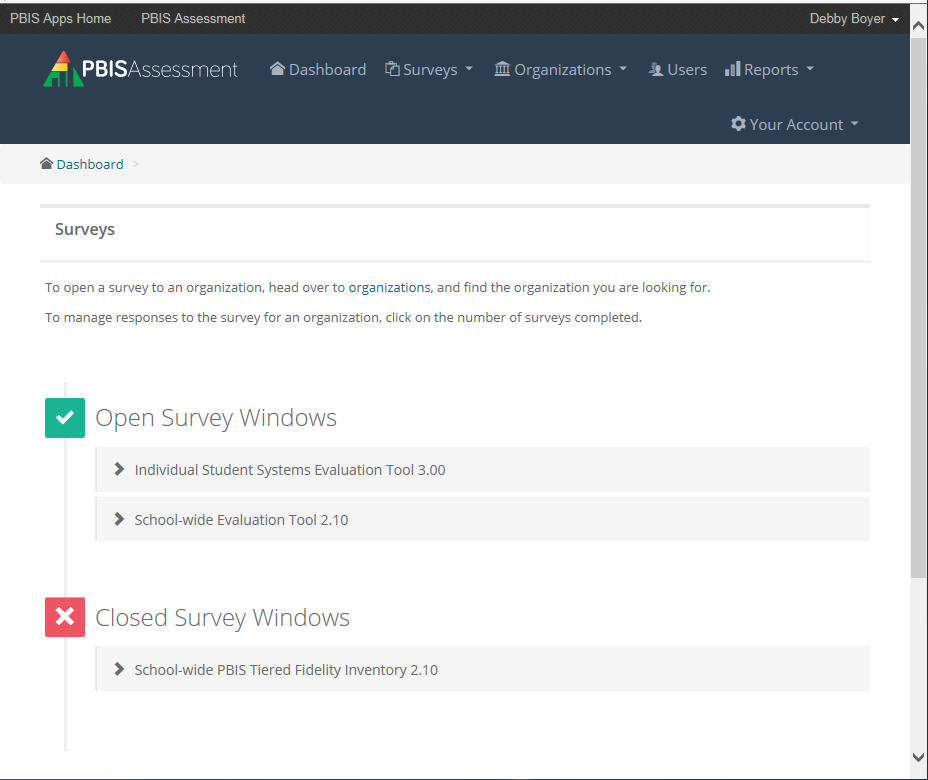 PBIS Apps Home PBIS Assessment Debby Boyer
PBISAssessment Dashboard Surveys Organizations Users Reports
Your Account
Dashboard >
Surveys
To open a survey to an organization, head over to organizations, and find the organization you are looking for.
To manage responses to the survey for an organization, click on the number of surveys completed.
Open Survey Windows
Individual Student Systems Evaluation Tool 3.00
School-wide Evaluation Tool 2.10
Closed Survey Windows
School-wide PBIS Tiered Fidelity Inventory 2.10